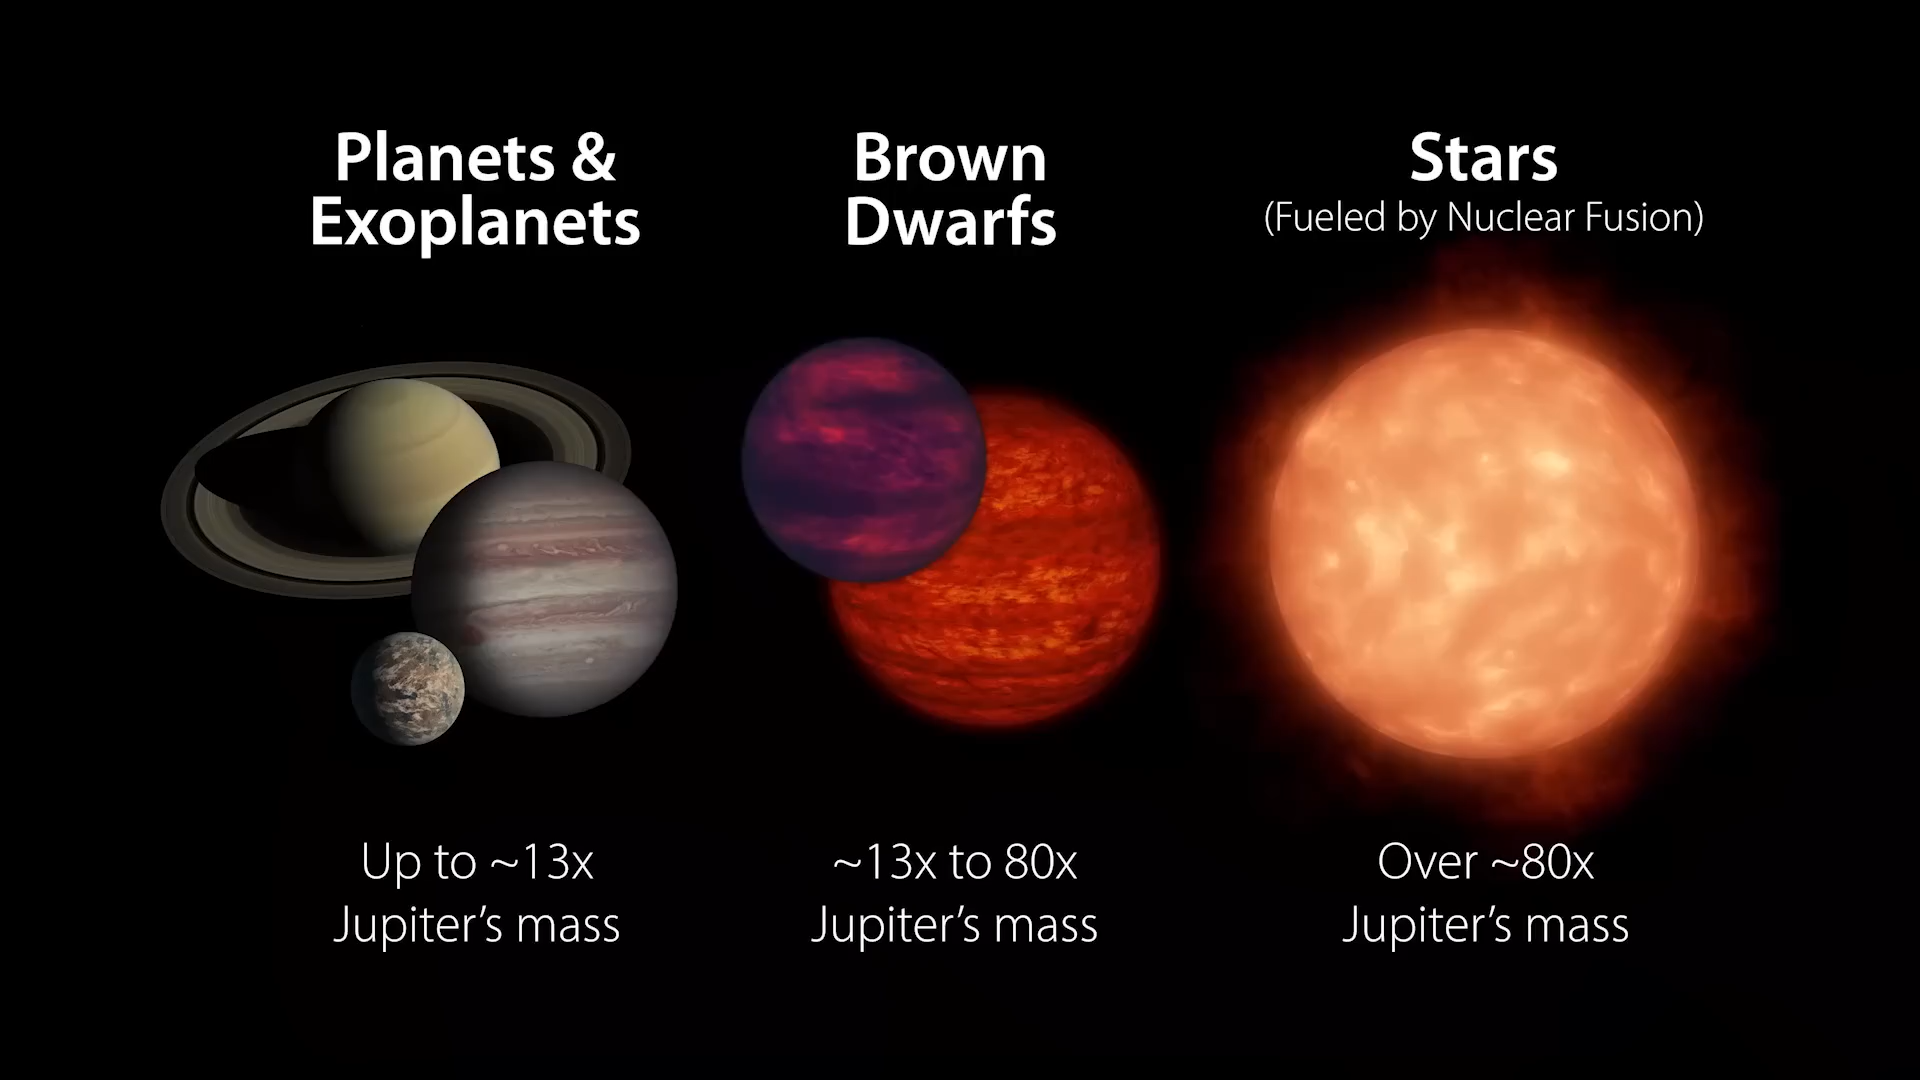 Planets &
Exoplanets
Up to ~13x
Jupiter’s mass
Brown
Dwarfs
~13x to 80x
Jupiter’s mass
Stars
(Fueled by Nuclear Fusion)
Over ~80x
Jupiter’s mass